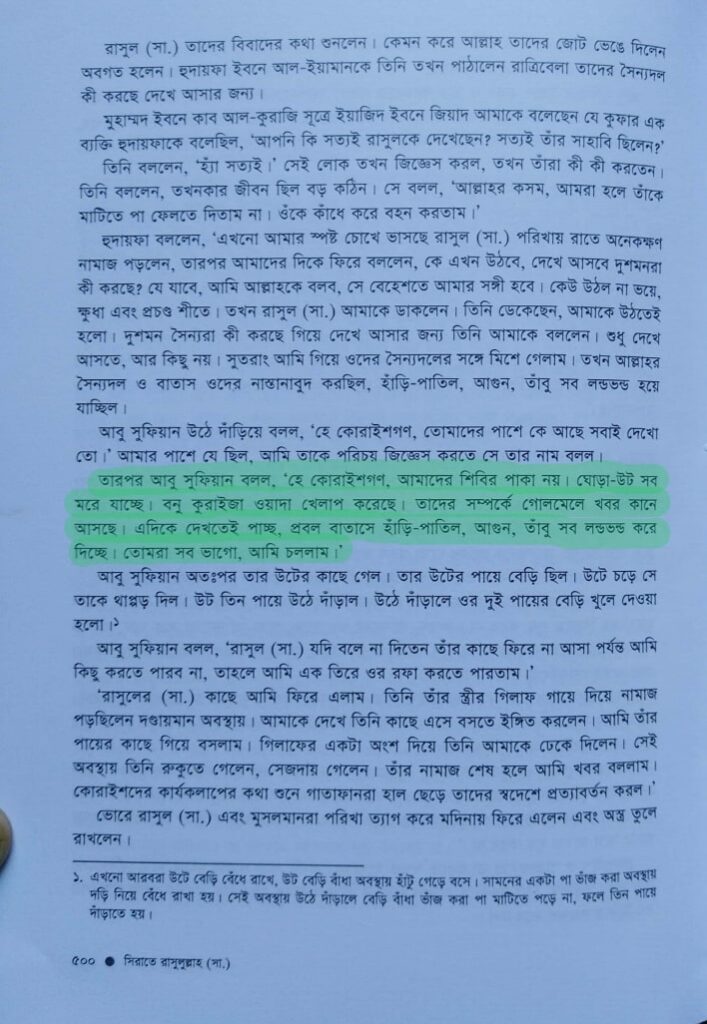 রাসুল (সা.) তাদের বিবাদের কথা শুনলেন। কেমন করে আল্লাহ তাদের জোট ভেঙে দিলেন
অবগত হলেন। হুদায়ফা ইবনে আল-ইয়ামানকে তিনি তখন পাঠালেন রাত্রিবেলা তাদের সৈন্যদল
কী করছে দেখে আসার জন্য।
মুহাম্মদ ইবনে কাব আল-কুরাজি সূত্রে ইয়াজিদ ইবনে জিয়াদ আমাকে বলেছেন যে কুফার এক
ব্যক্তি হুদায়ফাকে বলেছিল, ‘আপনি কি সত্যই রাসুলকে দেখেছেন? সত্যই তাঁর সাহাবি ছিলেন?’
তিনি বললেন, ‘হ্যাঁ সত্যই।’ সেই লোক তখন জিজ্ঞেস করল, তখন তাঁরা কী কী করতেন।
তিনি বললেন, তখনকার জীবন ছিল বড় কঠিন। সে বলল, ‘আল্লাহর কসম, আমরা হলে তাঁকে
মাটিতে পা ফেলতে দিতাম না। ওঁকে কাঁধে করে বহন করতাম।’
হুদায়ফা বললেন, ‘এখনো আমার স্পষ্ট চোখে ভাসছে রাসুল (সা.) পরিখায় রাতে অনেকক্ষণ
নামাজ পড়লেন, তারপর আমাদের দিকে ফিরে বললেন, কে এখন উঠবে, দেখে আসবে দুশমনরা
কী করছে? যে যাবে, আমি আল্লাহকে বলব, সে বেহেশতে আমার সঙ্গী হবে। কেউ উঠল না ভয়ে,
ক্ষুধা এবং প্রচণ্ড শীতে। তখন রাসুল (সা.) আমাকে ডাকলেন। তিনি ডেকেছেন, আমাকে উঠতেই
হলো। দুশমন সৈন্যরা কী করছে গিয়ে দেখে আসার জন্য তিনি আমাকে বললেন। শুধু দেখে
আসতে, আর কিছু নয়। সুতরাং আমি গিয়ে ওদের সৈন্যদলের সঙ্গে মিশে গেলাম। তখন আল্লাহর
সৈন্যদল ও বাতাস ওদের নাস্তানাবুদ করছিল, হাঁড়ি-পাতিল, আগুন, তাঁবু সব লন্ডভন্ড হয়ে
যাচ্ছিল।
আবু সুফিয়ান উঠে দাঁড়িয়ে বলল, ‘হে কোরাইশগণ, তোমাদের পাশে কে আছে সবাই দেখো
তো।’ আমার পাশে যে ছিল, আমি তাকে পরিচয় জিজ্ঞেস করতে সে তার নাম বলল।
তারপর আবু সুফিয়ান বলল, ‘হে কোরাইশগণ, আমাদের শিবির পাকা নয়। ঘোড়া-উট সব
মরে যাচ্ছে। বনু কুরাইজা ওয়াদা খেলাপ করেছে। তাদের সম্পর্কে গোলমেলে খবর কানে
আসছে। এদিকে দেখতেই পাচ্ছ, প্রবল বাতাসে হাঁড়ি-পাতিল, আগুন, তাঁবু সব লন্ডভন্ড করে
দিচ্ছে। তোমরা সব ভাগো, আমি চললাম।’
আবু সুফিয়ান অতঃপর তার উটের কাছে গেল। তার উটের পায়ে বেড়ি ছিল। উটে চড়ে সে
তাকে থাপ্পড় দিল। উট তিন পায়ে উঠে দাঁড়াল। উঠে দাঁড়ালে ওর দুই পায়ের বেড়ি খুলে দেওয়া
হলো।১
আবু সুফিয়ান বলল, ‘রাসুল (সা.) যদি বলে না দিতেন তাঁর কাছে ফিরে না আসা পর্যন্ত আমি
কিছু করতে পারব না, তাহলে আমি এক তিরে ওর রফা করতে পারতাম।’
‘রাসুলের (সা.) কাছে আমি ফিরে এলাম। তিনি তাঁর স্ত্রীর গিলাফ গায়ে দিয়ে নামাজ
পড়ছিলেন দণ্ডায়মান অবস্থায়। আমাকে দেখে তিনি কাছে এসে বসতে ইঙ্গিত করলেন। আমি তাঁর
পায়ের কাছে গিয়ে বসলাম। গিলাফের একটা অংশ দিয়ে তিনি আমাকে ঢেকে দিলেন। সেই
অবস্থায় তিনি রুকুতে গেলেন, সেজদায় গেলেন। তাঁর নামাজ শেষ হলে আমি খবর বললাম।
কোরাইশদের কার্যকলাপের কথা শুনে গাতাফানরা হাল ছেড়ে তাদের স্বদেশে প্রত্যাবর্তন করল।’
ভোরে রাসুল (সা.) এবং মুসলমানরা পরিখা ত্যাগ করে মদিনায় ফিরে এলেন এবং অস্ত্র তুলে
রাখলেন।
১. এখনো আরবরা উটে বেড়ি বেঁধে রাখে, উট বেড়ি বাঁধা অবস্থায় হাঁটু গেড়ে বসে। সামনের একটা পা ভাঁজ করা অবস্থায়
দড়ি নিয়ে বেঁধে রাখা হয়। সেই অবস্থায় উঠে দাঁড়ালে বেড়ি বাঁধা ভাঁজ করা পা মাটিতে পড়ে না, ফলে তিন পায়ে
দাঁড়াতে হয়।
৫০০ ● সিরাতে রাসুলুল্লাহ (সা.)